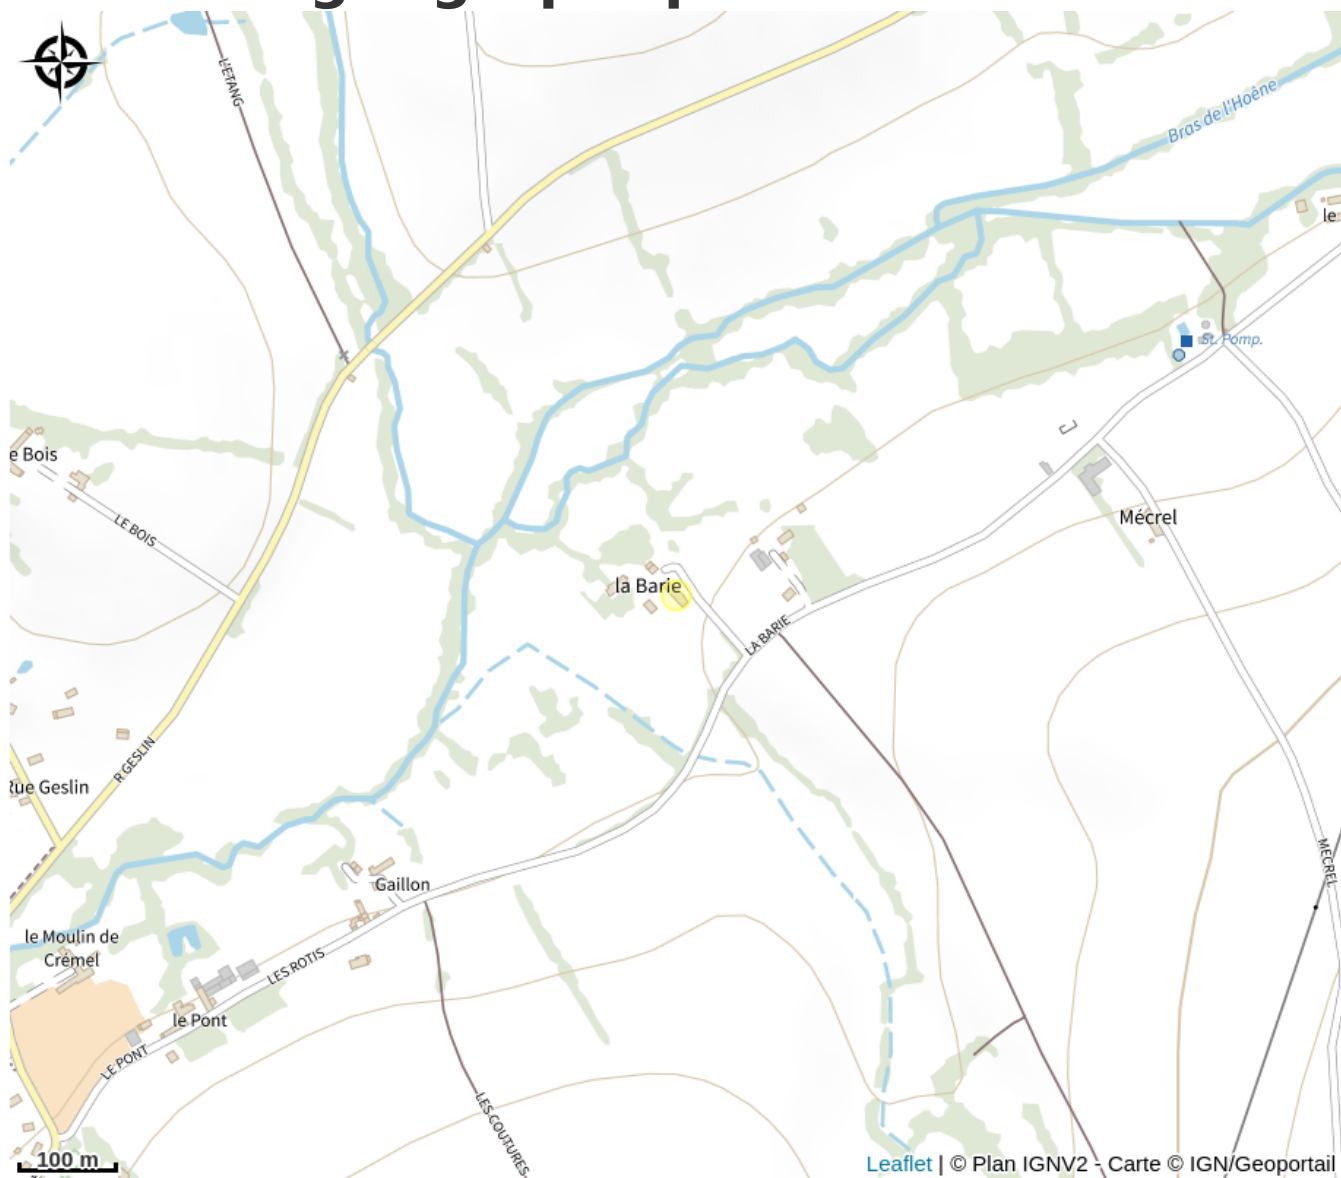 L'ETANG
Bras de l'Hoêne
le
St. Pomp.
e Bois
LE BOIS
Mécrel
la Barie
LA BARIE
R GESLIN
Rue Geslin
MECREL
Gaillon
le Moulin de
Crémel
LES ROTIS
le Pont
LE PONT
LES COUTURES
100 m
Leaflet | © Plan IGNV2 - Carte © IGN/Geoportail